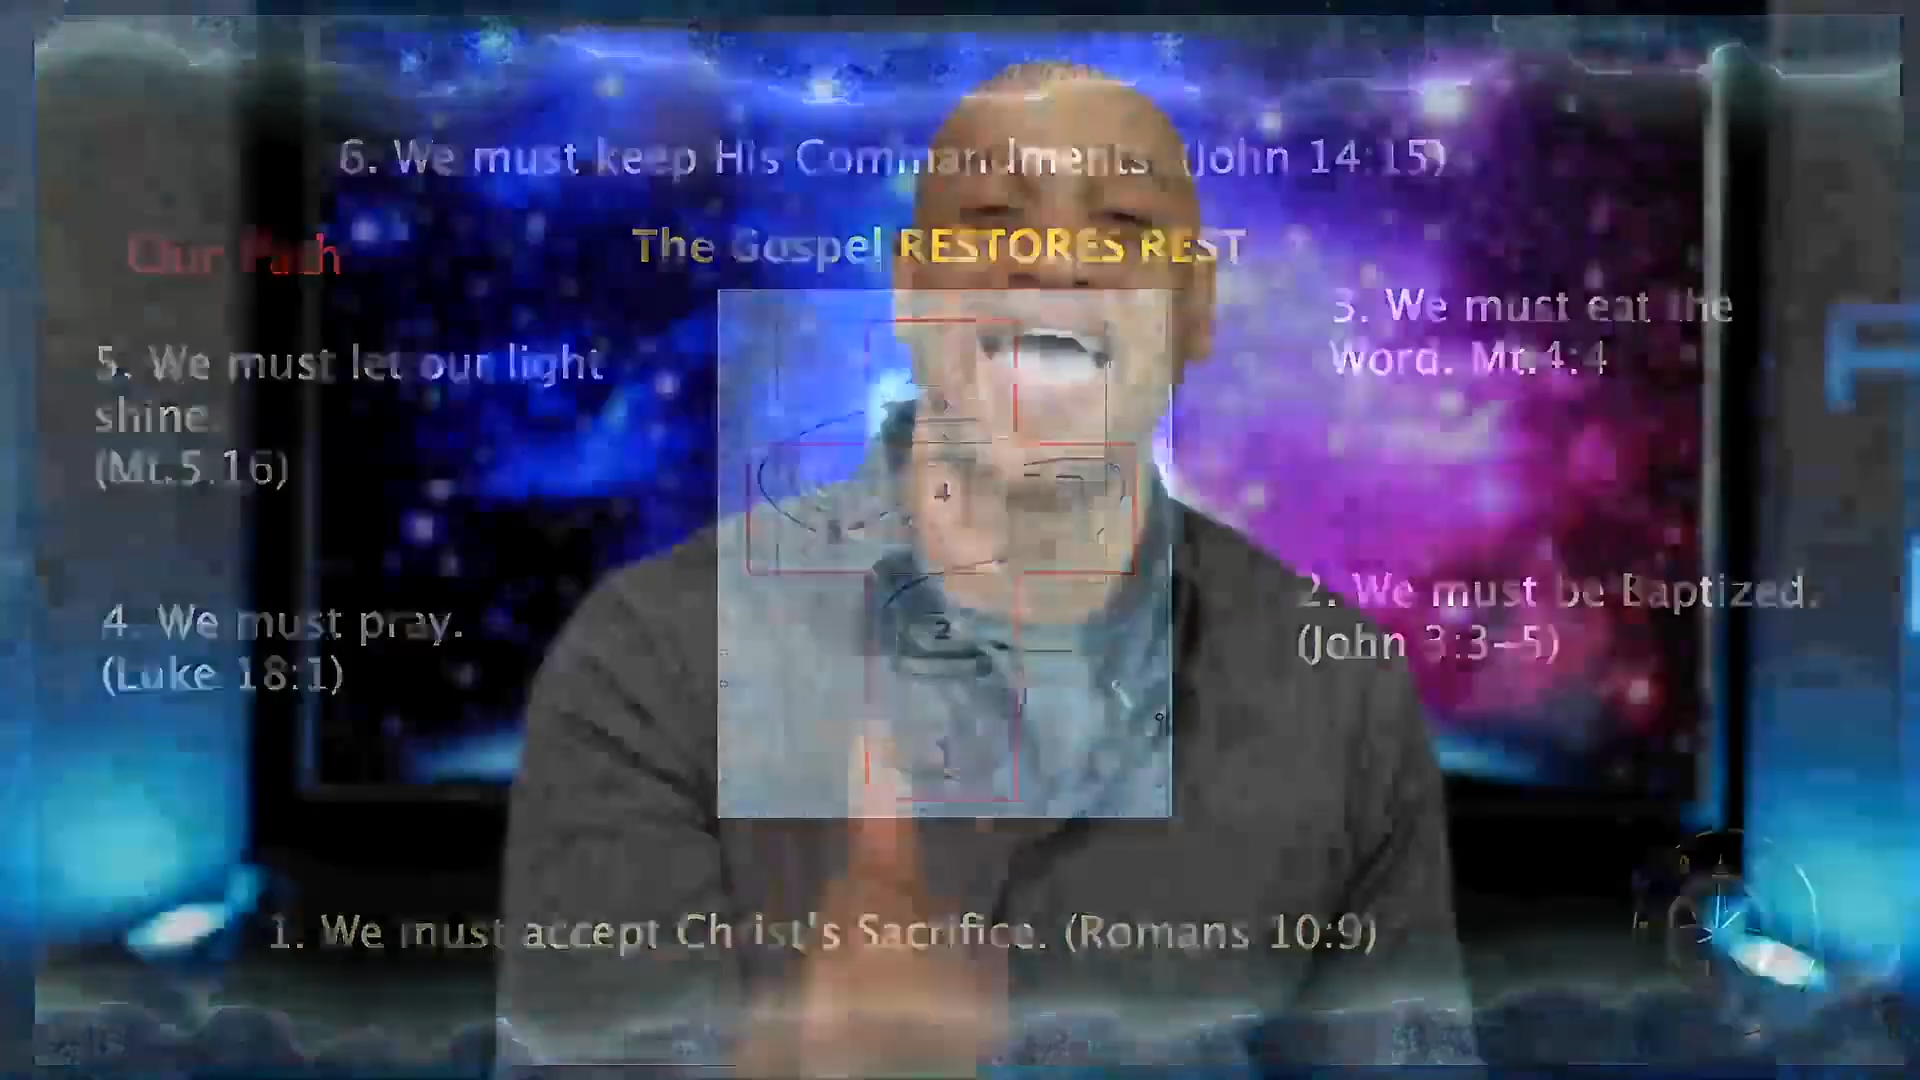 6. We must keep His Commandments. (John 14:15)
The Gospel RESTORES REST
Our Path
3. We must eat the
Word. Mt.4:4
5. We must let our light
shine.
(Mt.5.16)
2. We must be Baptized.
(John 3:3-5)
4. We must pray.
(Luke 18:1)
4
2
1
1. We must accept Christ's Sacrifice. (Romans 10:9)